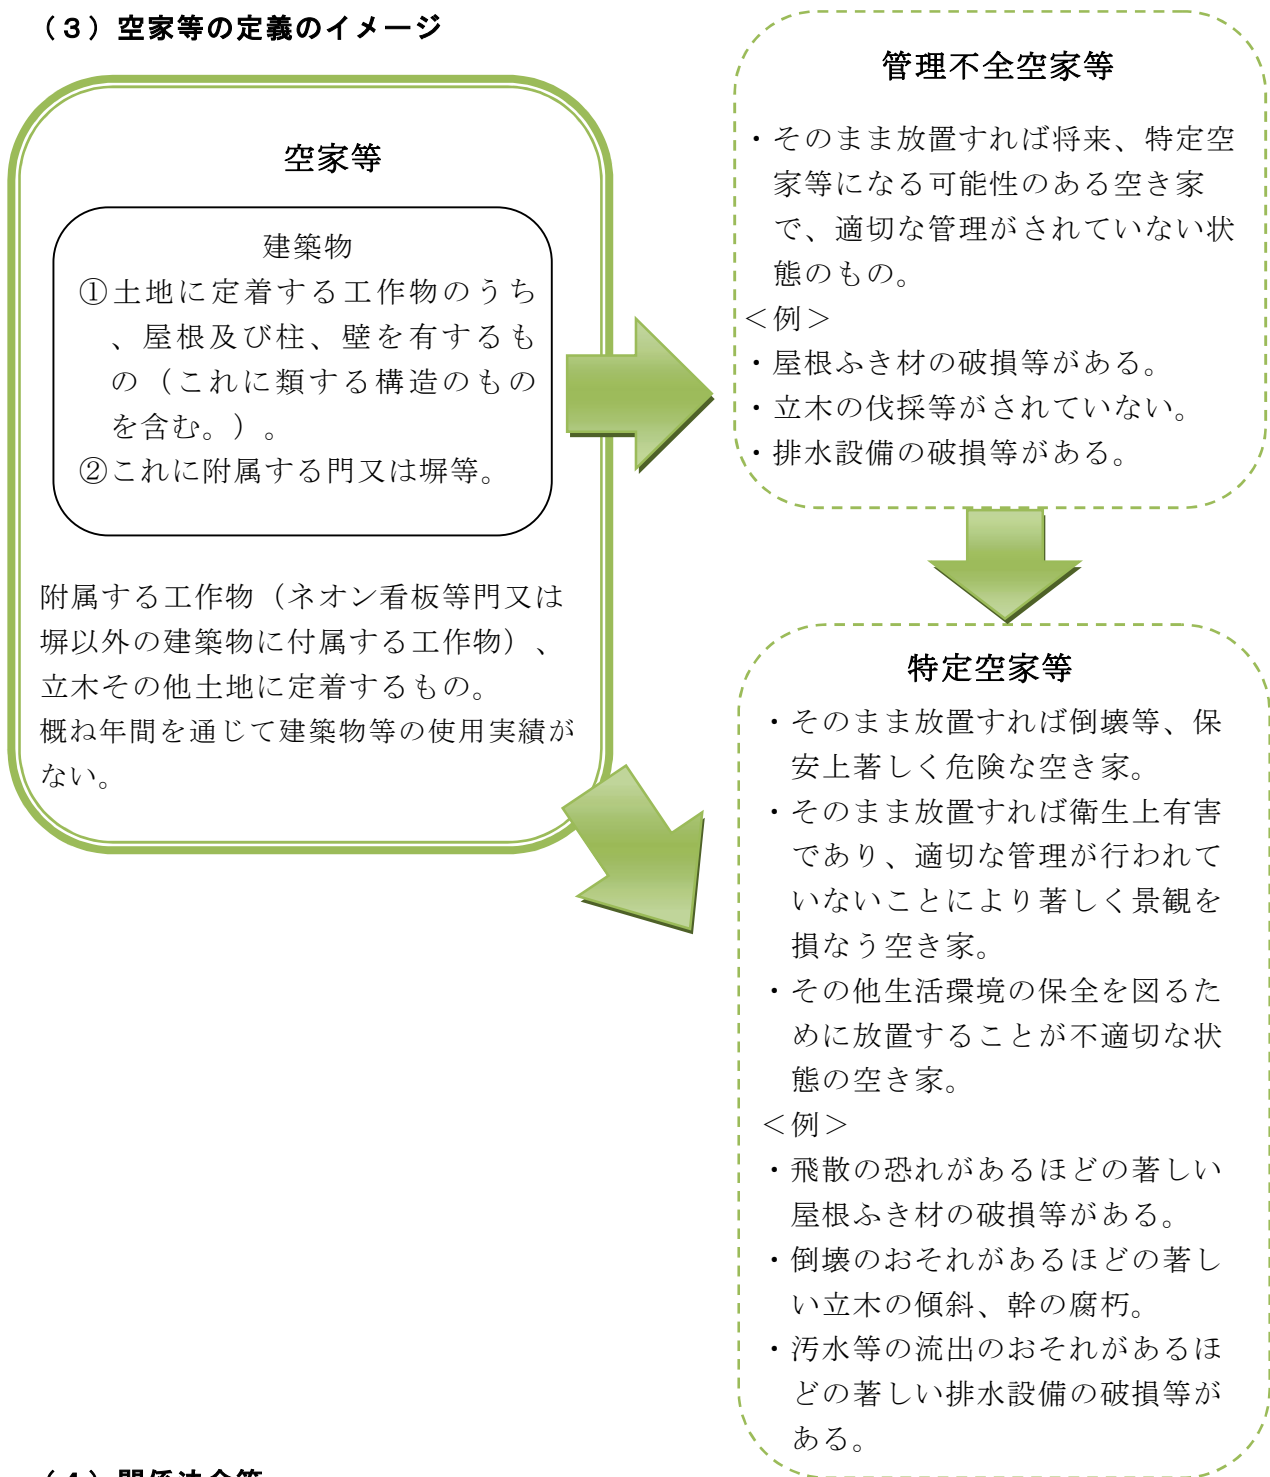 （３）空家等の定義のイメージ
空家等
建築物
①土地に定着する工作物のうち
、屋根及び柱、壁を有するも
の（これに類する構造のもの
を含む。）。
②これに附属する門又は塀等。
附属する工作物（ネオン看板等門又は
塀以外の建築物に付属する工作物）、
立木その他土地に定着するもの。
概ね年間を通じて建築物等の使用実績が
ない。
管理不全空家等
・そのまま放置すれば将来、特定空
家等になる可能性のある空き家
で、適切な管理がされていない状
態のもの。
＜例＞
・屋根ふき材の破損等がある。
・立木の伐採等がされていない。
・排水設備の破損等がある。
特定空家等
・そのまま放置すれば倒壊等、保
安上著しく危険な空き家。
・そのまま放置すれば衛生上有害
であり、適切な管理が行われて
いないことにより著しく景観を
損なう空き家。
・その他生活環境の保全を図るた
めに放置することが不適切な状
態の空き家。
＜例＞
・飛散の恐れがあるほどの著しい
屋根ふき材の破損等がある。
・倒壊のおそれがあるほどの著し
い立木の傾斜、幹の腐朽。
・汚水等の流出のおそれがあるほ
どの著しい排水設備の破損等が
ある。
（４）関係法令等